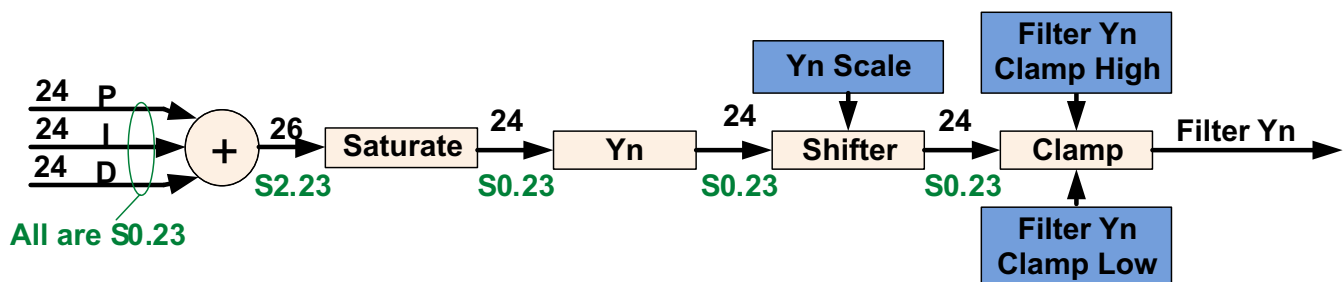 24 P
24 I
24 D
All are S0.23
+
26
S2.23
Saturate
24
S0.23
Yn
24
S0.23
Yn Scale
Shifter
24
S0.23
Filter Yn
Clamp High
Clamp
Filter Yn
Clamp Low
Filter Yn